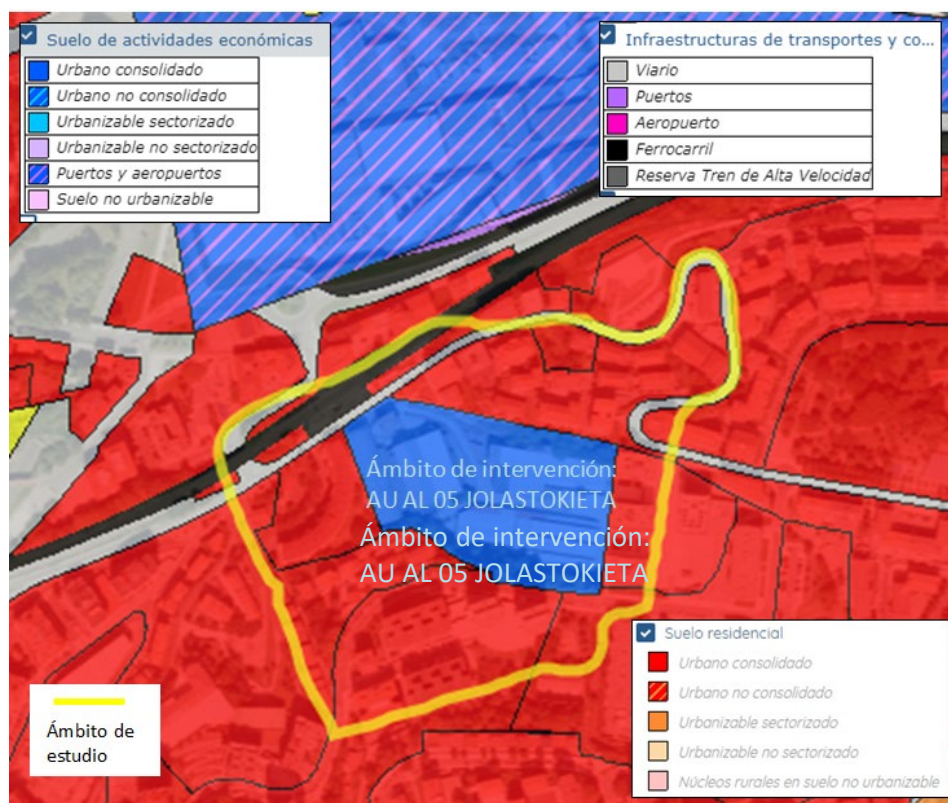 Suelo de actividades económicas
Urbano consolidado
Urbano no consolidado
Urbanizable sectorizado
Urbanizable no sectorizado
Puertos y aeropuertos
Suelo no urbanizable
Infraestructuras de transportes y co...
Viario
Puertos
Aeropuerto
Ferrocarril
Reserva Tren de Alta Velocidad
Ámbito de intervención:
AU AL 05 JOLASTOKIETA
Ámbito de intervención:
AU AL 05 JOLASTOKIETA
Ámbito de
estudio
Suelo residencial
Urbano consolidado
Urbano no consolidado
Urbanizable sectorizado
Urbanizable no sectorizado
Núcleos rurales en suelo no urbanizable